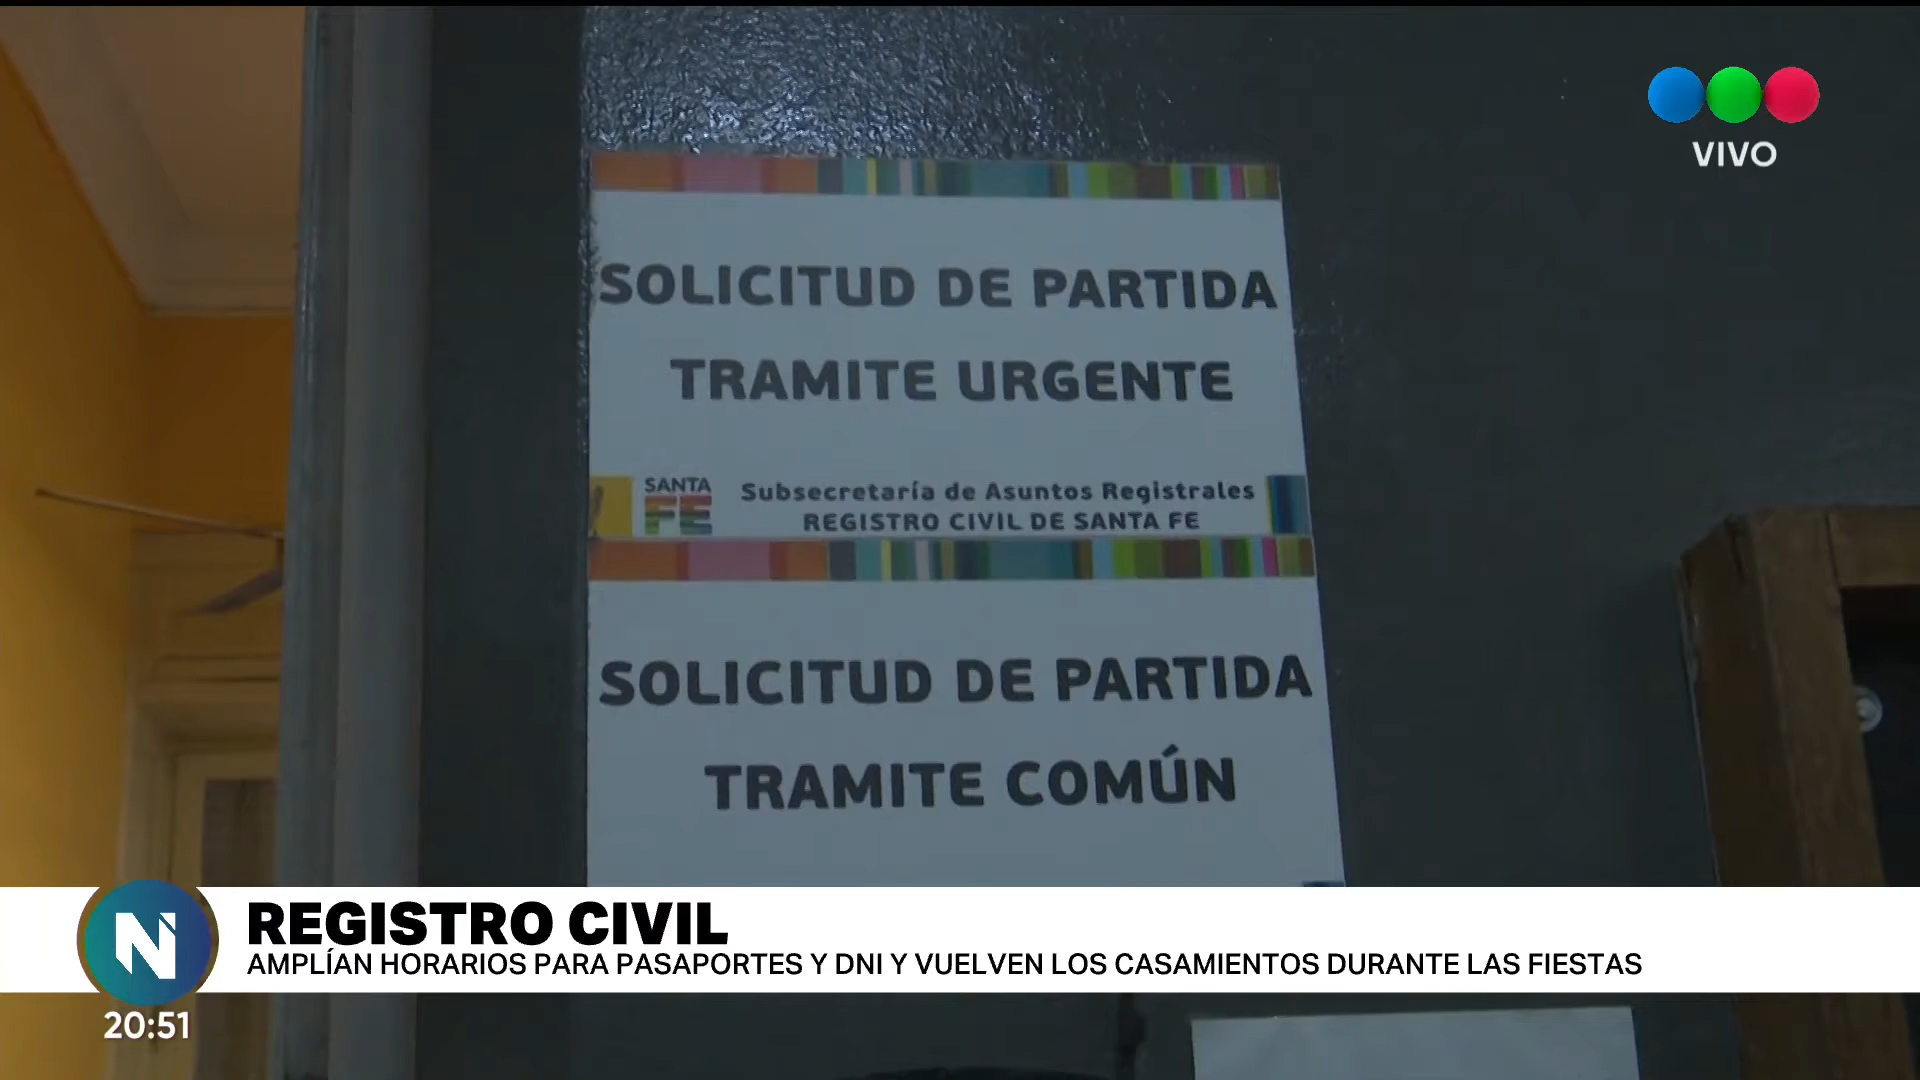 VIVO
SOLICITUD DE PARTIDA
TRAMITE URGENTE
SANTA
FE
Subsecretaría de Asuntos Registrales
REGISTRO CIVIL DE SANTA FE
SOLICITUD DE PARTIDA
TRAMITE COMÚN
N
REGISTRO CIVIL
AMPLÍAN HORARIOS PARA PASAPORTES Y DNI Y VUELVEN LOS CASAMIENTOS DURANTE LAS FIESTAS
20:51